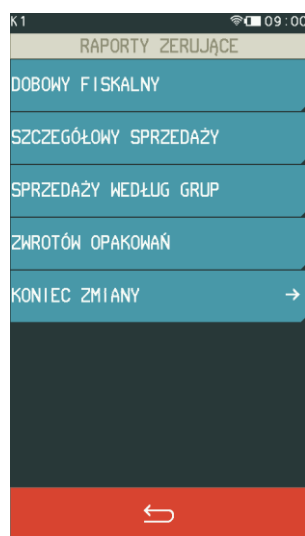 K1 09:00
RAPORTY ZERUJĄCE
DOBOWY FISKALNY
SZCZEGÓŁOWY SPRZEDAŻY
SPRZEDAŻY WEDŁUG GRUP
ZWROTÓW OPAKOWAŃ
KONIEC ZMIANY